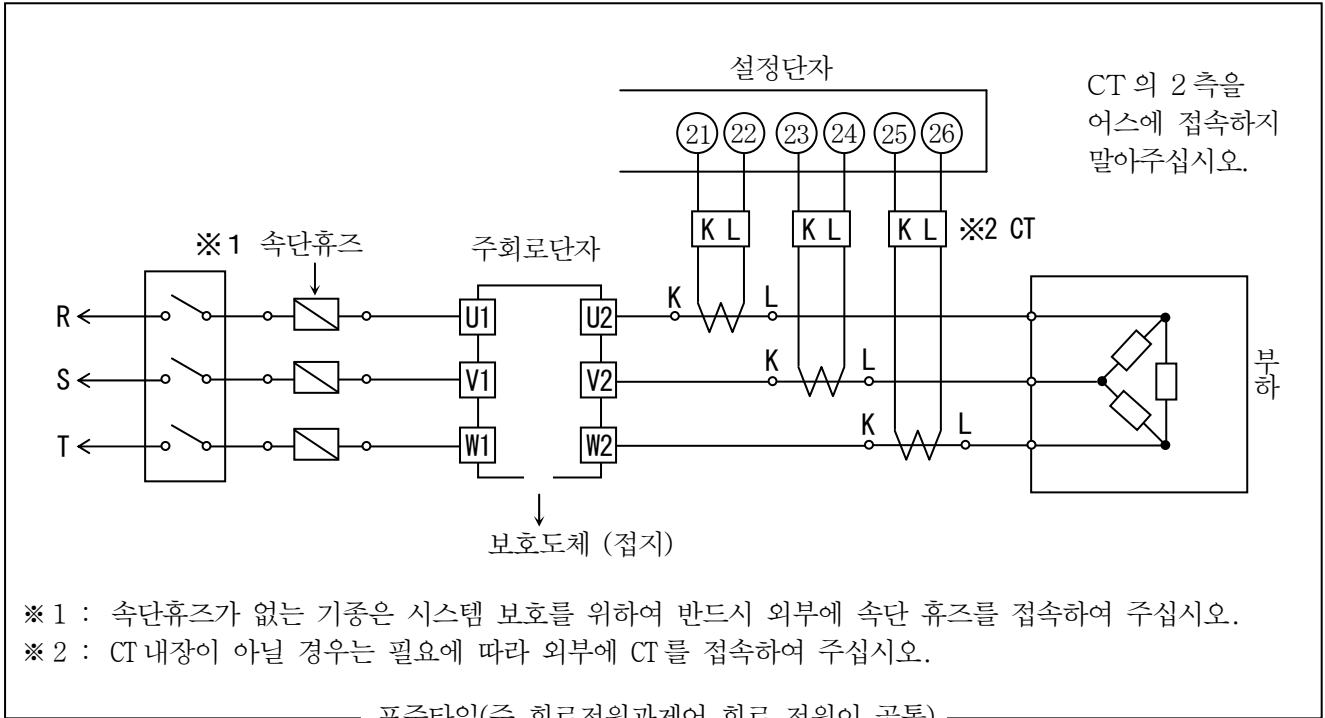 설정단자
CT 의 2 측을
어스에 접속하지
말아주십시오.
21 22 23 24 25 26
K L K L K L ※2 CT
※1 속단휴즈
주회로단자
R U1 U2 K L
S V1 V2 K L
T W1 W2 K L
부하
보호도체 (접지)
※1 : 속단휴즈가 없는 기종은 시스템 보호를 위하여 반드시 외부에 속단 휴즈를 접속하여 주십시오.
※2 : CT내장이 아닐 경우는 필요에 따라 외부에 CT를 접속하여 주십시오.